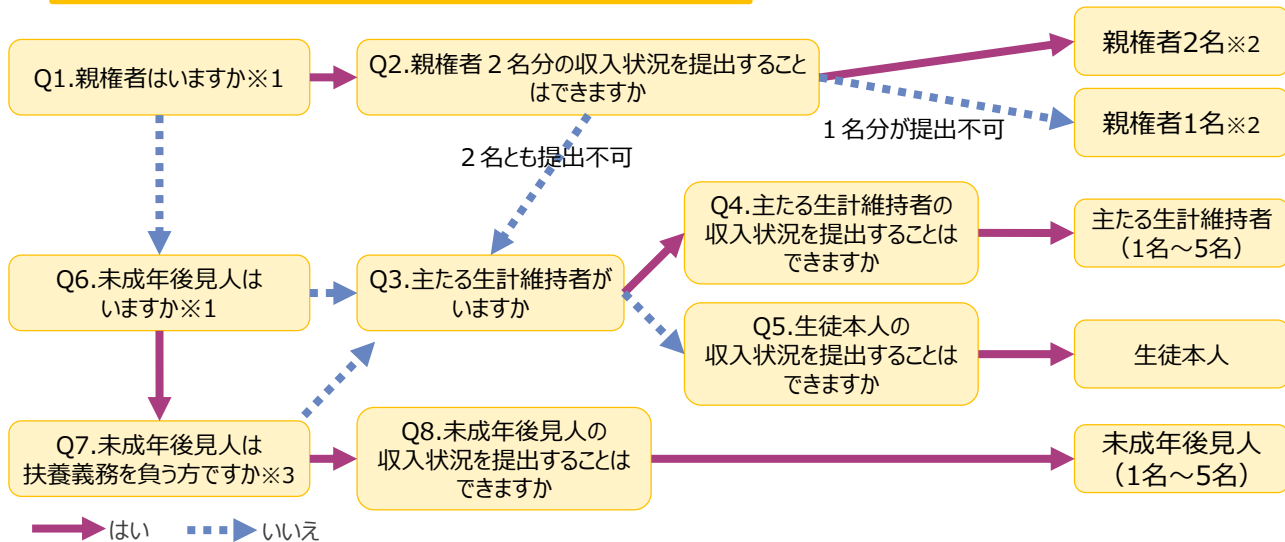 Q1.親権者はいますか※1
Q2.親権者２名分の収入状況を提出すること
はできますか
親権者2名※2
親権者1名※2
１名分が提出不可
２名とも提出不可
Q4.主たる生計維持者の
収入状況を提出することは
できますか
主たる生計維持者
（1名～5名）
Q6.未成年後見人は
いますか※1
Q3.主たる生計維持者が
いますか
Q5.生徒本人の
収入状況を提出することは
できますか
生徒本人
Q7.未成年後見人は
扶養義務を負う方ですか※3
Q8.未成年後見人の
収入状況を提出することは
できますか
未成年後見人
（1名～5名）
はい
いいえ